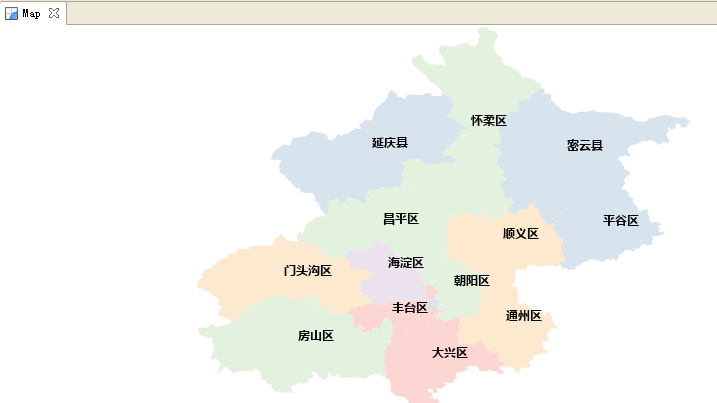 Map
怀柔区
延庆县
密云县
昌平区
平谷区
顺义区
海淀区
门头沟区
朝阳区
丰台区
通州区
房山区
大兴区